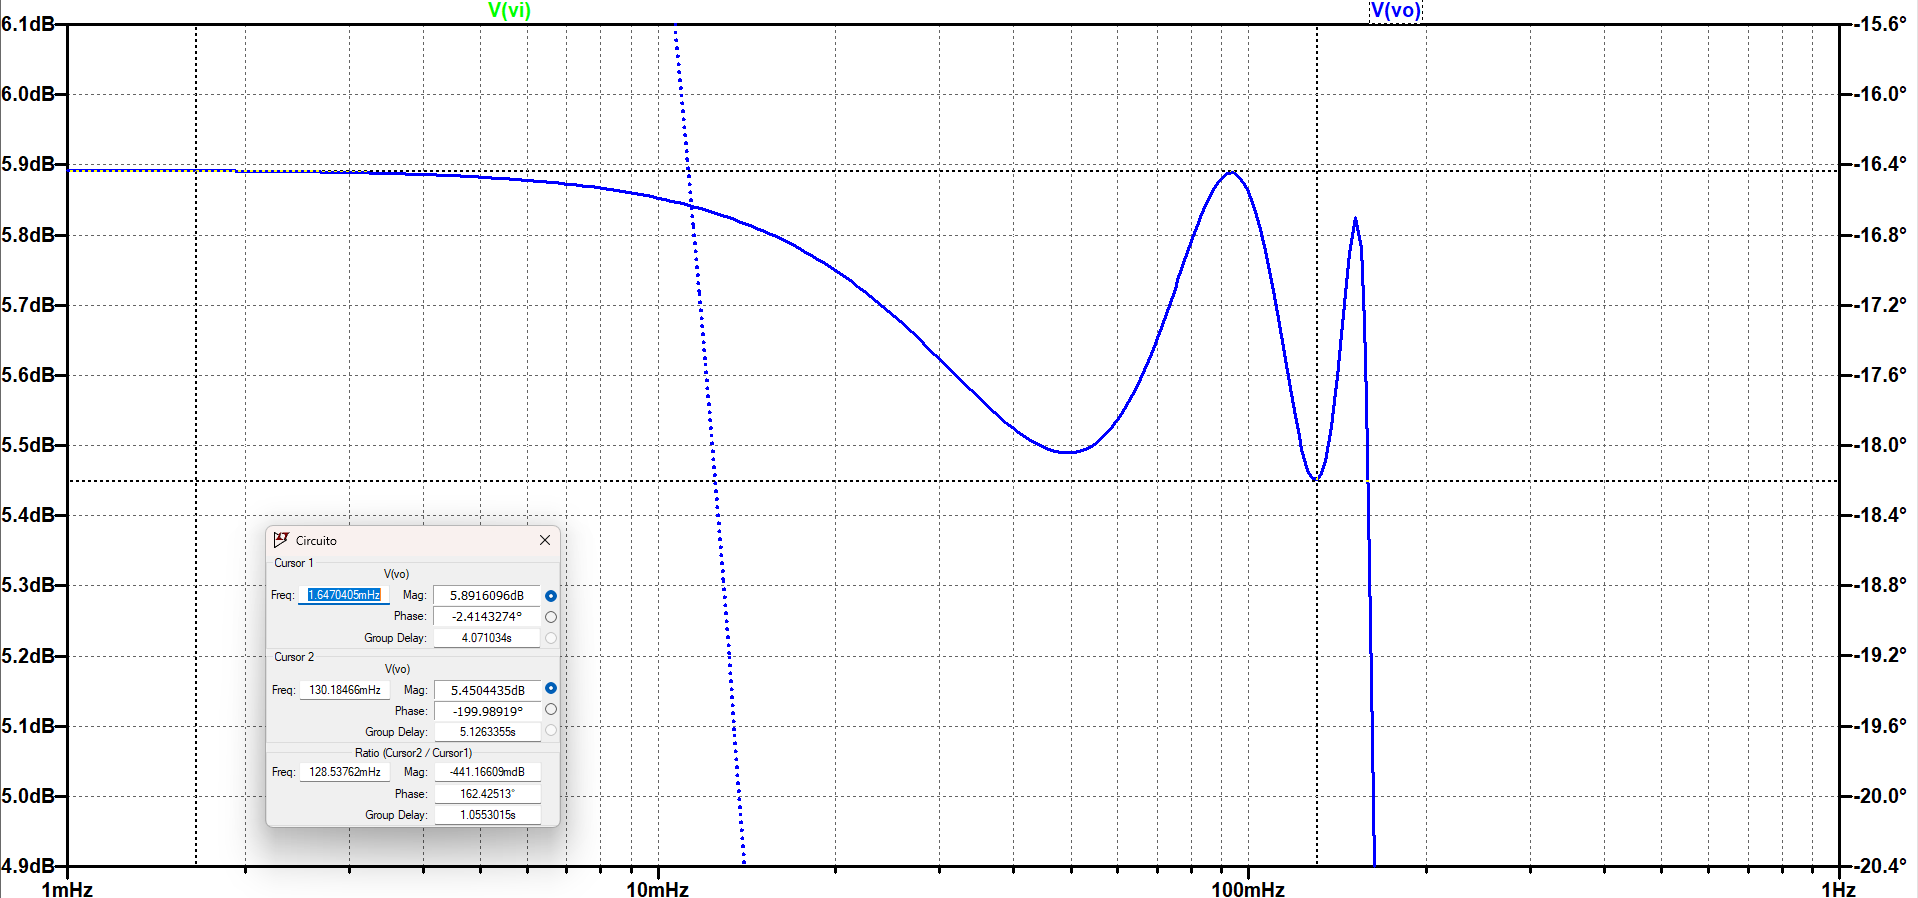 V(vi) V(vo)
6.1dB -15.6°
6.0dB -16.0°
5.9dB -16.4°
5.8dB -16.8°
5.7dB -17.2°
5.6dB -17.6°
5.5dB -18.0°
5.4dB -18.4°
5.3dB -18.8°
5.2dB -19.2°
5.1dB -19.6°
5.0dB -20.0°
4.9dB -20.4°
1mHz 10mHz 100mHz 1Hz
Circuito
Cursor 1
V(vo)
Freq: 1.6470405mHz Mag: 5.8916096dB
Phase: -2.4143274°
Group Delay: 4.071034s
Cursor 2
V(vo)
Freq: 130.18466mHz Mag: 5.4504435dB
Phase: -199.98919°
Group Delay: 5.1263355s
Ratio (Cursor2 / Cursor1)
Freq: 128.53762mHz Mag: -441.16609mdB
Phase: 162.42513°
Group Delay: 1.0553015s